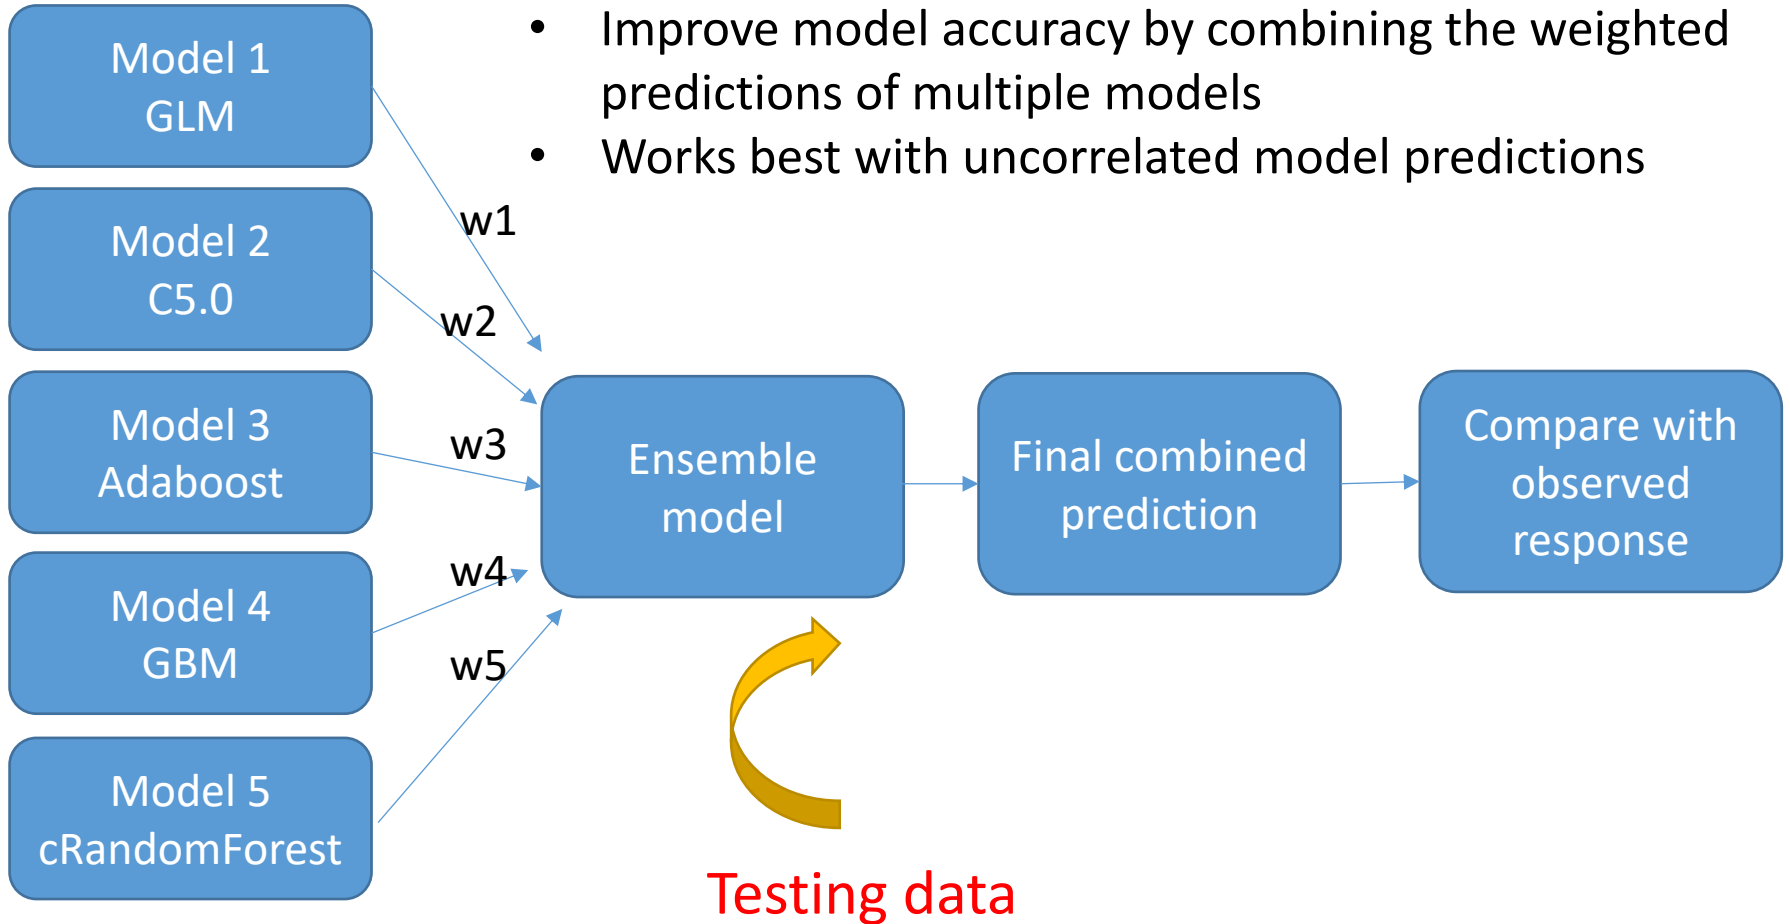 Model 1
GLM
• Improve model accuracy by combining the weighted
predictions of multiple models
• Works best with uncorrelated model predictions
Model 2
C5.0
Model 3
Adaboost
Model 4
GBM
Model 5
cRandomForest
w1
w2
w3
w4
w5
Ensemble
model
Final combined
prediction
Compare with
observed
response
Testing data